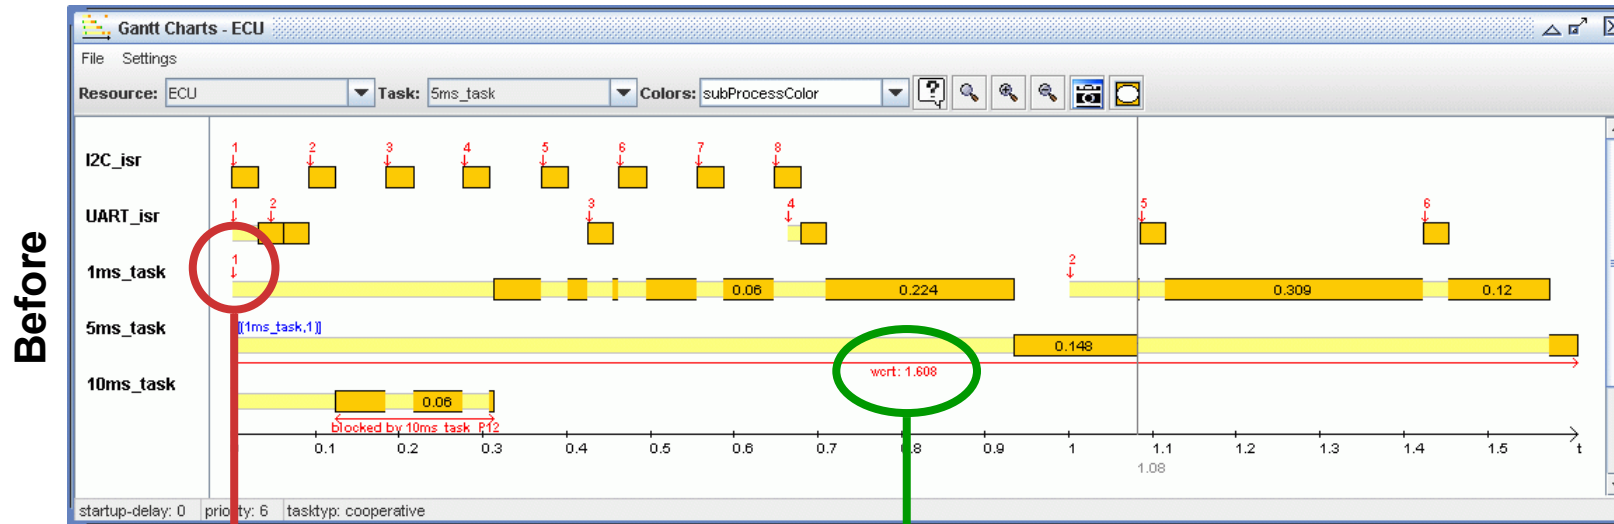 Before
Gantt Charts - ECU
File Settings
Resource: ECU Task: 5ms_task Colors: subProcessColor
I2C_isr 1 2 3 4 5 6 7 8
UART_isr 1 2 3 4 5 6
1ms_task 1 2
0.06 0.224 0.309 0.12
5ms_task [(1ms_task,1)]
0.148
wcrt: 1.608
10ms_task
0.06
blocked by 10ms_task_P12
0.1 0.2 0.3 0.4 0.5 0.6 0.7 0.8 0.9 1 1.1 1.2 1.3 1.4 1.5 t
1.08
startup-delay: 0 priority: 6 tasktyp: cooperative